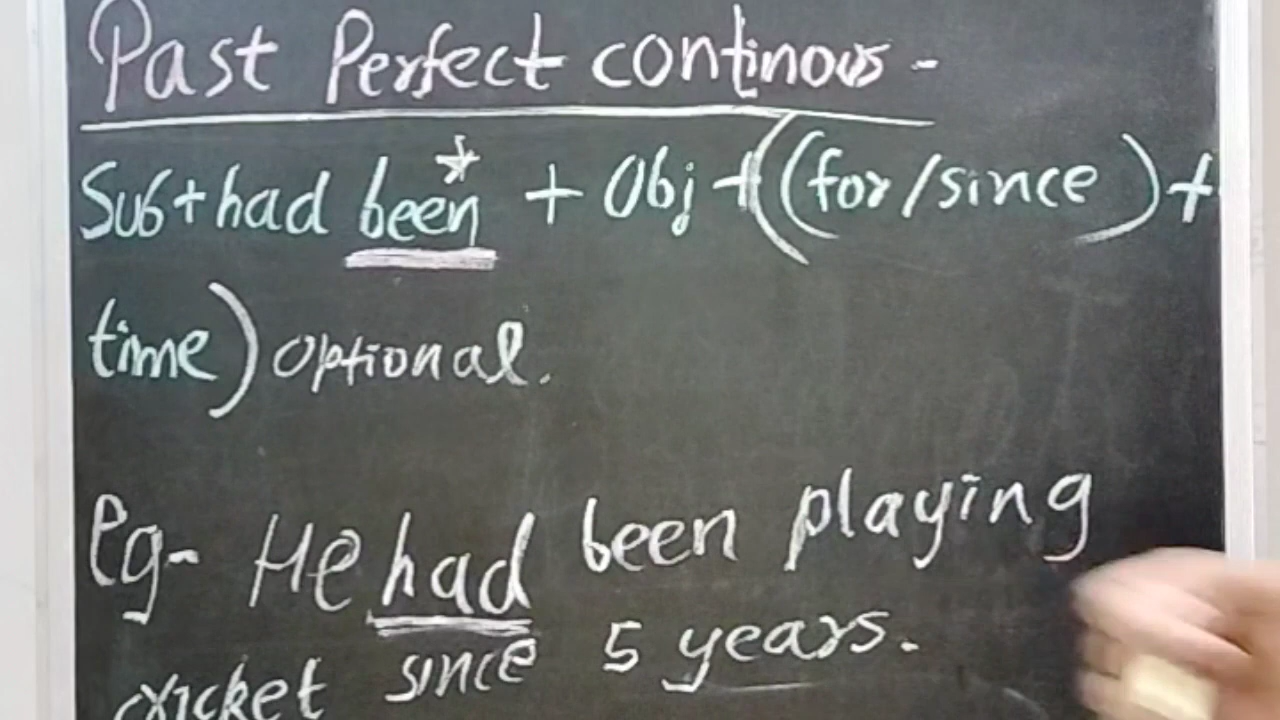 Past Perfect continous -
Sub+had been* + Obj +((for/since)+
time) optional.
eg- He had been playing
cricket since 5 years.